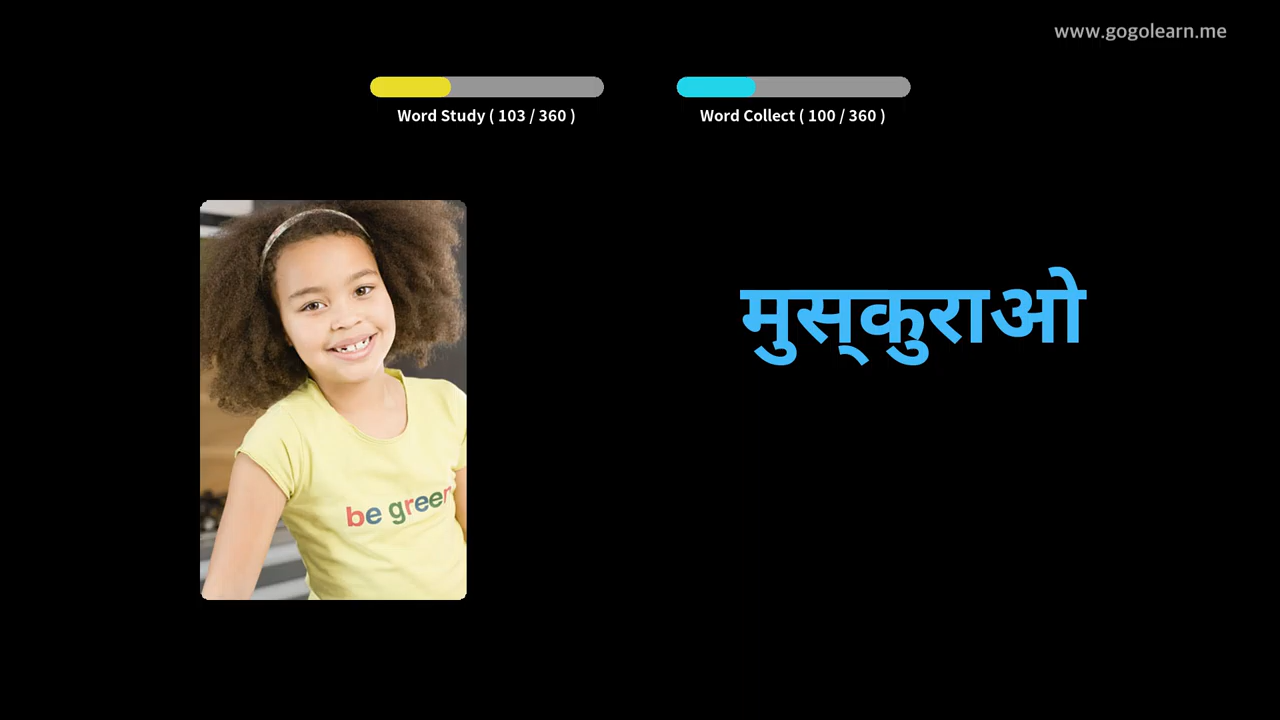 www.gogolearn.me
Word Study ( 103 / 360 )
Word Collect ( 100 / 360 )
मुस्कुराओ
be green